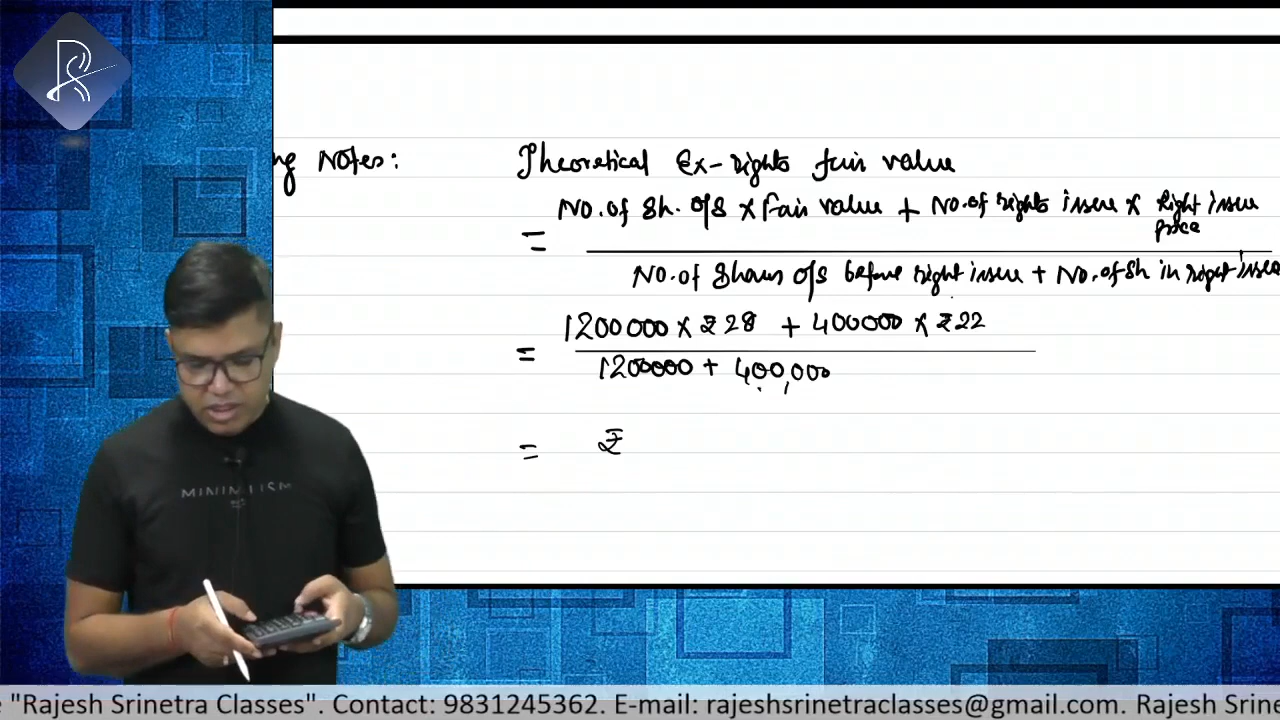 ng Notes:
Theoretical Ex-rights fair value
= No. of Sh. o/s × Fair value + No. of rights issue × Right issue price
No. of Shares o/s before right issue + No. of Sh in right issue
= 1200000 × ₹28 + 400000 × ₹22
1200000 + 400,000
= ₹
MINIMALISM
"Rajesh Srinetra Classes". Contact: 9831245362. E-mail: rajeshsrinetraclasses@gmail.com. Rajesh Srine